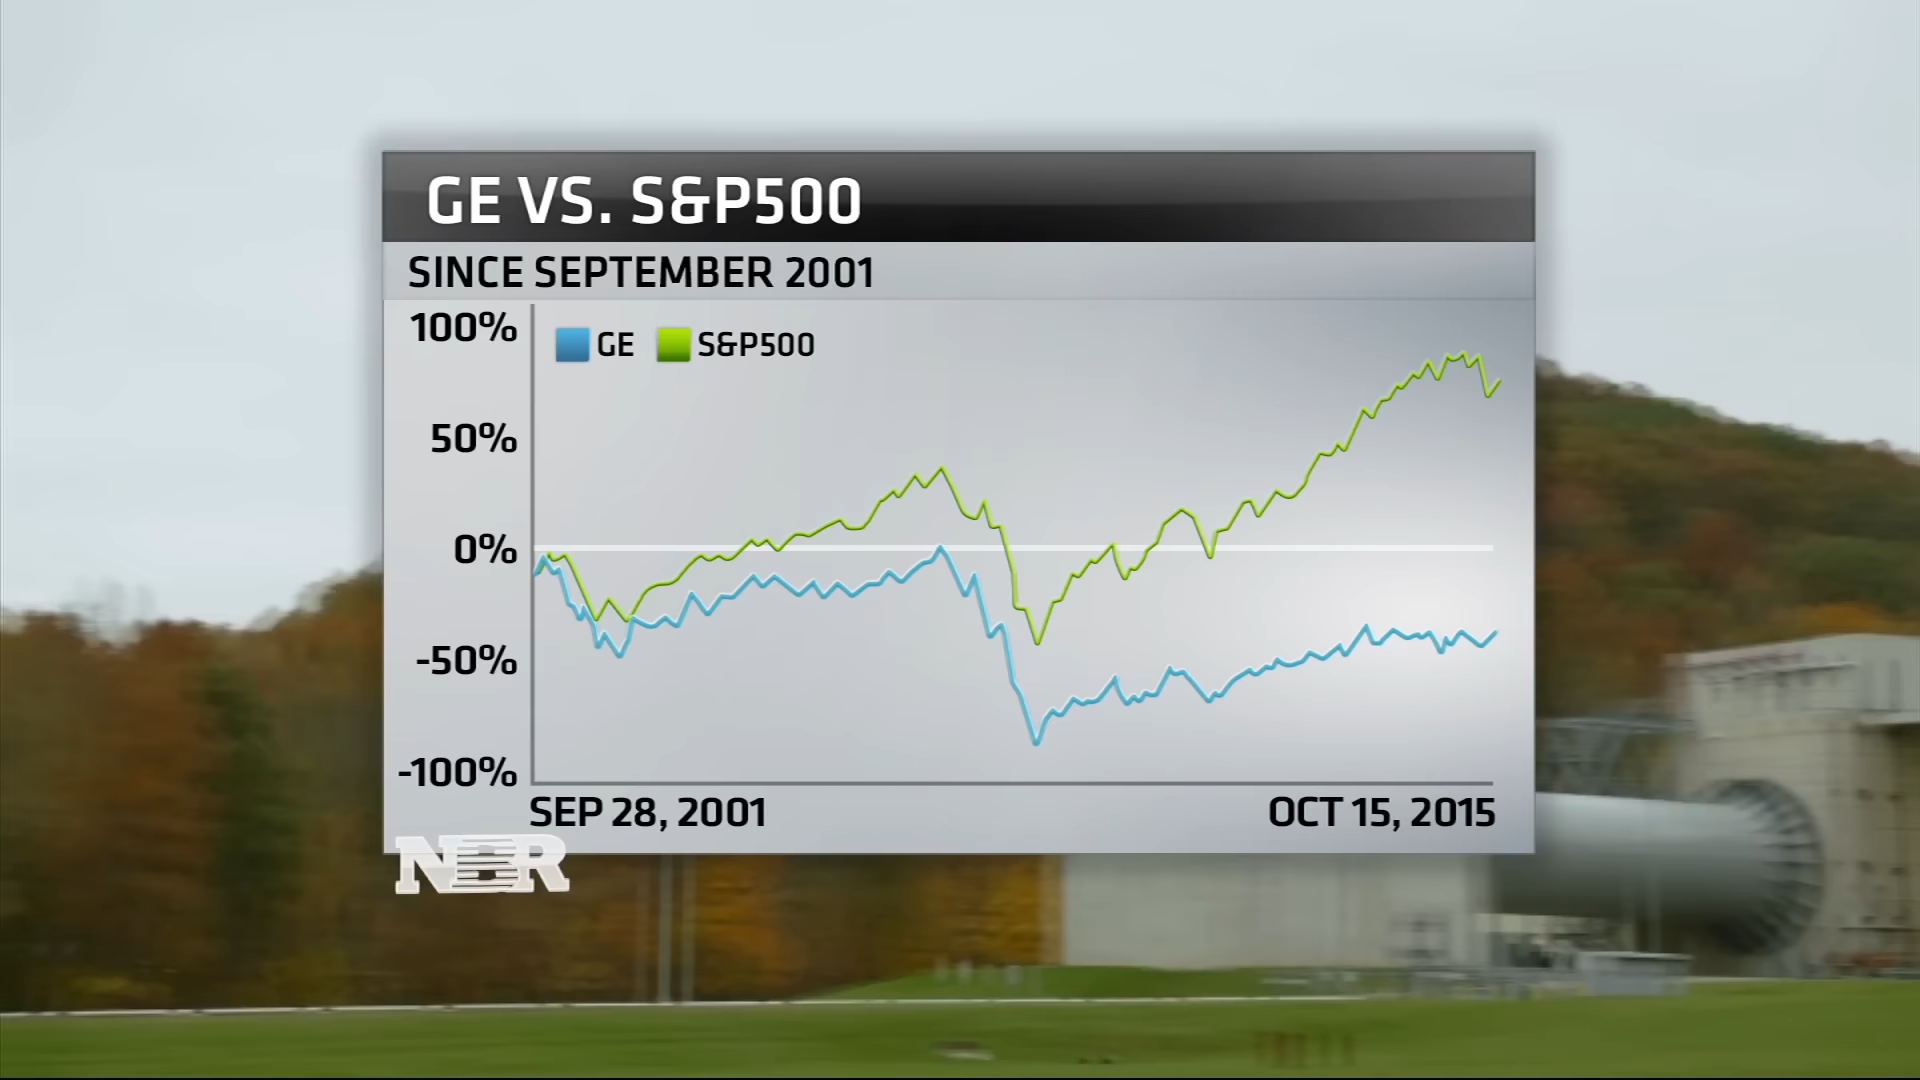 GE VS. S&P500
SINCE SEPTEMBER 2001
100%
GE S&P500
50%
0%
-50%
-100%
SEP 28, 2001 OCT 15, 2015
NBR